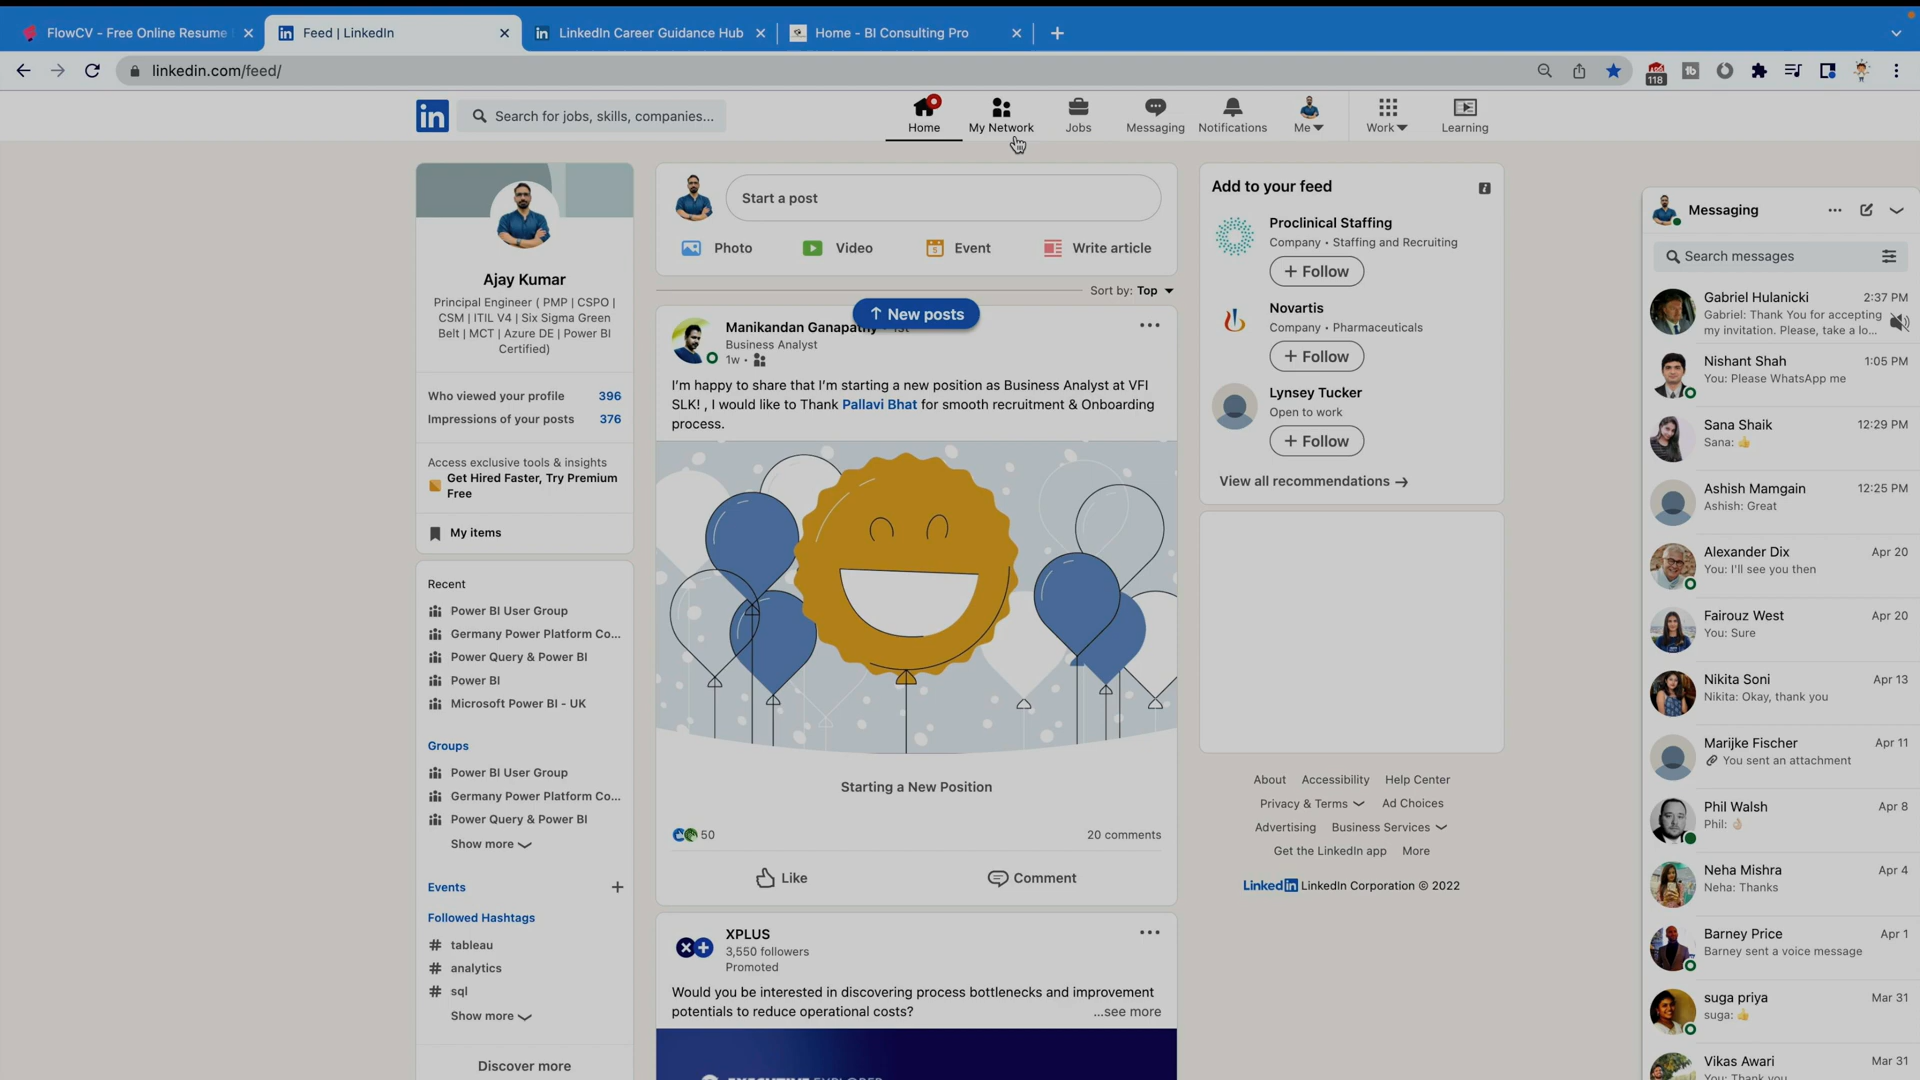 FlowCV - Free Online Resume
Feed | LinkedIn
LinkedIn Career Guidance Hub
Home - BI Consulting Pro
linkedin.com/feed/
118
in
Search for jobs, skills, companies...
Home
My Network
Jobs
Messaging
Notifications
Me
Work
Learning
Ajay Kumar
Principal Engineer ( PMP | CSPO |
CSM | ITIL V4 | Six Sigma Green
Belt | MCT | Azure DE | Power BI
Certified)
Who viewed your profile 396
Impressions of your posts 376
Access exclusive tools & insights
Get Hired Faster, Try Premium
Free
My items
Recent
Power BI User Group
Germany Power Platform Co...
Power Query & Power BI
Power BI
Microsoft Power BI - UK
Groups
Power BI User Group
Germany Power Platform Co...
Power Query & Power BI
Show more
Events
Followed Hashtags
# tableau
# analytics
# sql
Show more
Discover more
Start a post
Photo
Video
Event
Write article
Sort by: Top
↑ New posts
Manikandan Ganapathy
Business Analyst
1w •
I'm happy to share that I'm starting a new position as Business Analyst at VFI
SLK! , I would like to Thank Pallavi Bhat for smooth recruitment & Onboarding
process.
Starting a New Position
50
20 comments
Like
Comment
XPLUS
3,550 followers
Promoted
Would you be interested in discovering process bottlenecks and improvement
potentials to reduce operational costs?
...see more
Add to your feed
Proclinical Staffing
Company • Staffing and Recruiting
+ Follow
Novartis
Company • Pharmaceuticals
+ Follow
Lynsey Tucker
Open to work
+ Follow
View all recommendations →
About Accessibility Help Center
Privacy & Terms Ad Choices
Advertising Business Services
Get the LinkedIn app More
LinkedIn LinkedIn Corporation © 2022
Messaging
Search messages
Gabriel Hulanicki 2:37 PM
Gabriel: Thank You for accepting
my invitation. Please, take a lo...
Nishant Shah 1:05 PM
You: Please WhatsApp me
Sana Shaik 12:29 PM
Sana: 👍
Ashish Mamgain 12:25 PM
Ashish: Great
Alexander Dix Apr 20
You: I'll see you then
Fairouz West Apr 20
You: Sure
Nikita Soni Apr 13
Nikita: Okay, thank you
Marijke Fischer Apr 11
You sent an attachment
Phil Walsh Apr 8
Phil: 👌
Neha Mishra Apr 4
Neha: Thanks
Barney Price Apr 1
Barney sent a voice message
suga priya Mar 31
suga: 👍
Vikas Awari Mar 31
You: Thank you